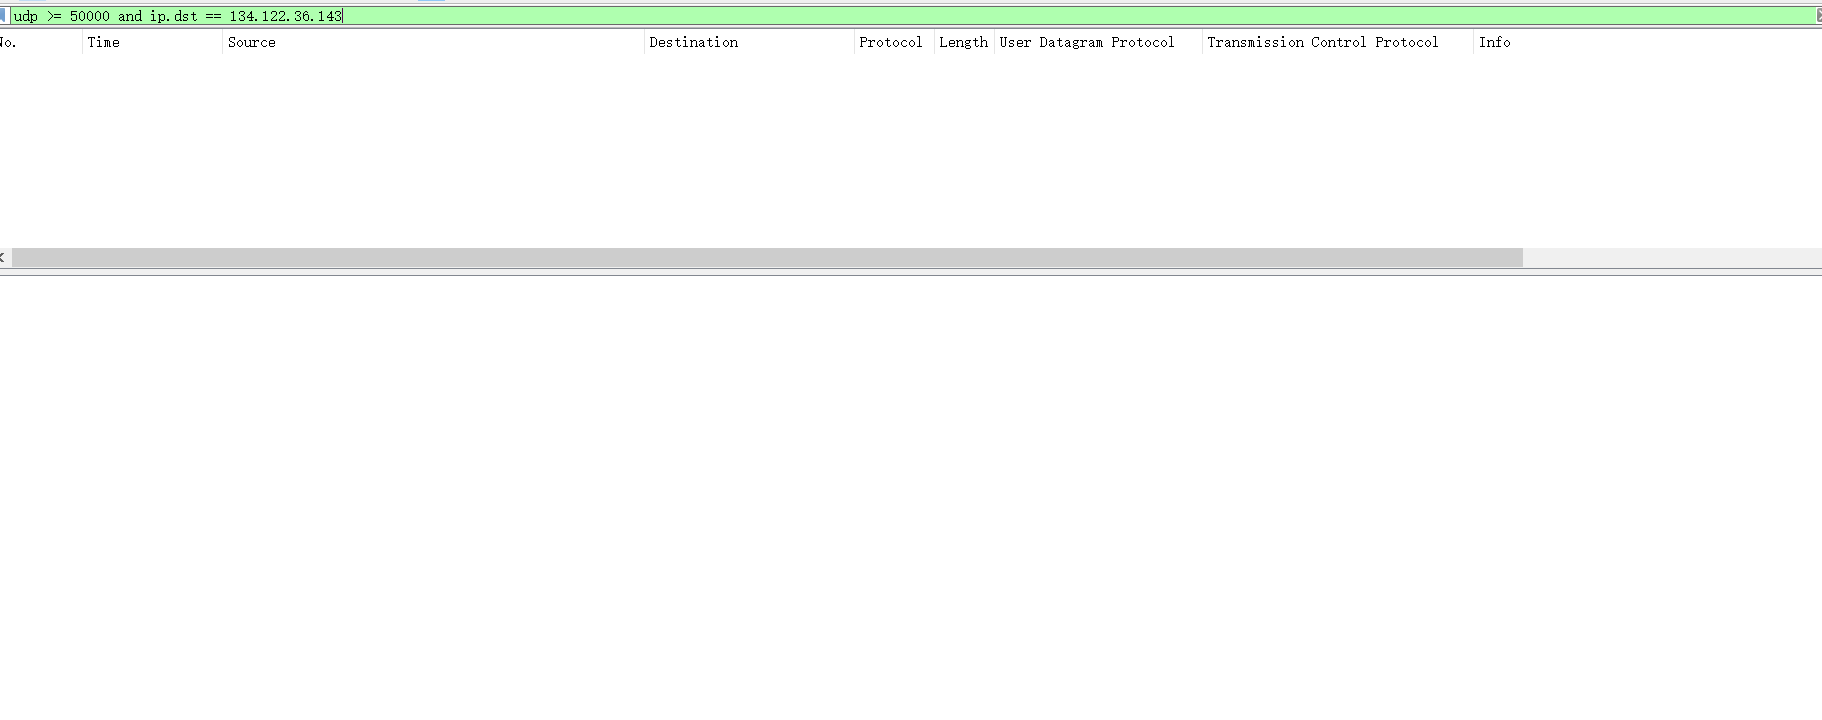 udp >= 50000 and ip.dst == 134.122.36.143
No. Time Source Destination Protocol Length User Datagram Protocol Transmission Control Protocol Info